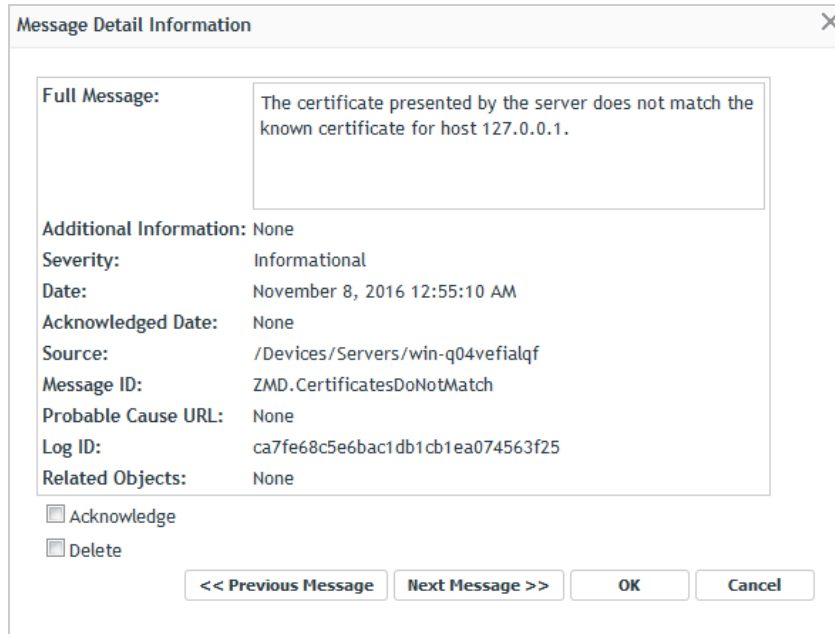 Message Detail Information
Full Message:
The certificate presented by the server does not match the
known certificate for host 127.0.0.1.
Additional Information: None
Severity: Informational
Date: November 8, 2016 12:55:10 AM
Acknowledged Date: None
Source: /Devices/Servers/win-q04vefialqf
Message ID: ZMD.CertificatesDoNotMatch
Probable Cause URL: None
Log ID: ca7fe68c5e6bac1db1cb1ea074563f25
Related Objects: None
Acknowledge
Delete
<< Previous Message Next Message >> OK Cancel